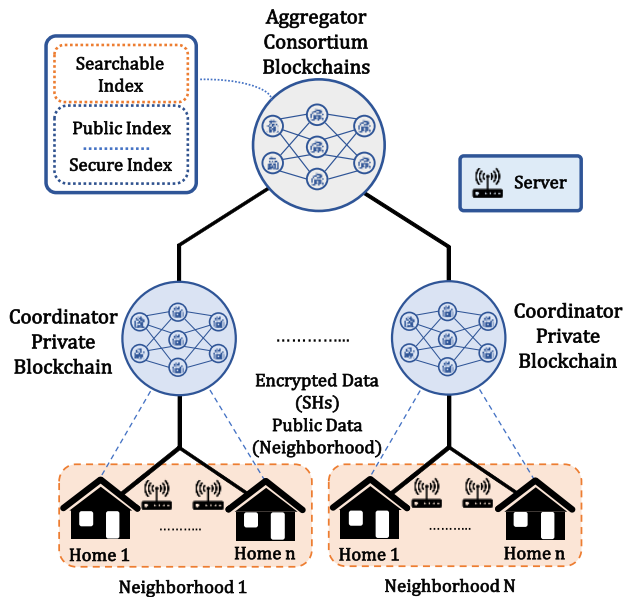 Aggregator
Consortium
Blockchains
Searchable
Index
Public Index
Secure Index
Server
Coordinator
Private
Blockchain
Coordinator
Private
Blockchain
Encrypted Data
(SHs)
Public Data
(Neighborhood)
Home 1
Home n
Home 1
Home n
Neighborhood 1
Neighborhood N